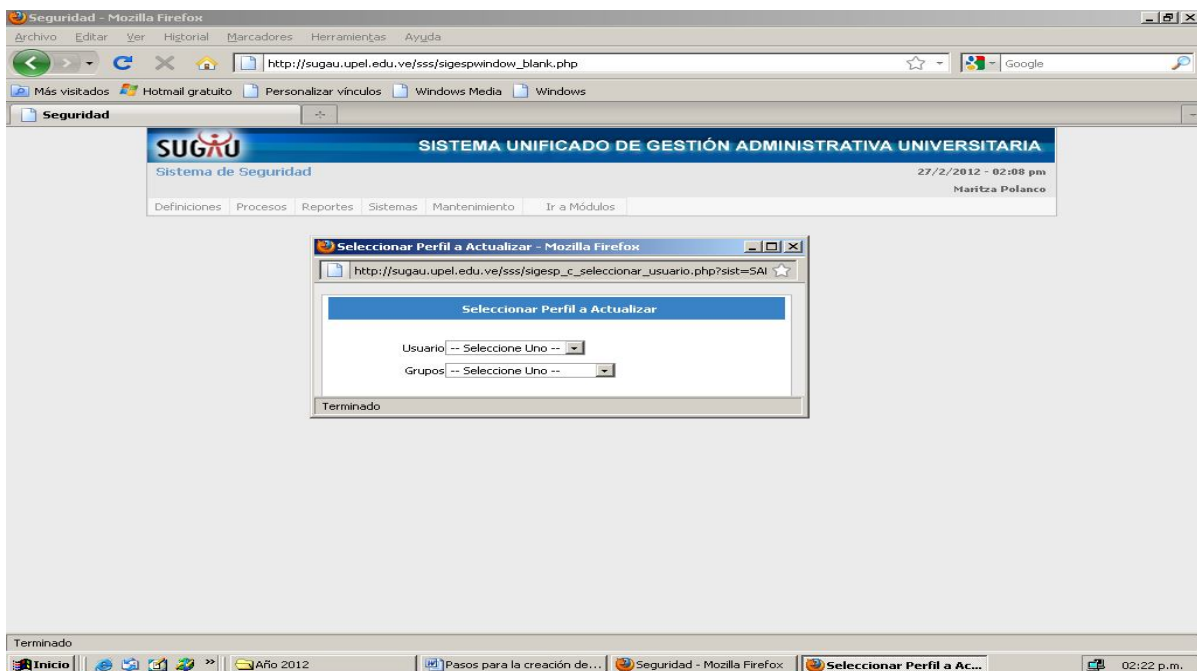 Seguridad - Mozilla Firefox
Archivo Editar Ver Historial Marcadores Herramientas Ayuda
http://sugau.upel.edu.ve/sss/sigespwindow_blank.php Google
Más visitados Hotmail gratuito Personalizar vínculos Windows Media Windows
Seguridad
SUGAU SISTEMA UNIFICADO DE GESTIÓN ADMINISTRATIVA UNIVERSITARIA
Sistema de Seguridad 27/2/2012 - 02:08 pm
Maritza Polanco
Definiciones Procesos Reportes Sistemas Mantenimiento Ir a Módulos
Seleccionar Perfil a Actualizar - Mozilla Firefox
http://sugau.upel.edu.ve/sss/sigesp_c_seleccionar_usuario.php?sist=SAI
Seleccionar Perfil a Actualizar
Usuario -- Seleccione Uno --
Grupos -- Seleccione Uno --
Terminado
Terminado
Inicio » Año 2012 Pasos para la creación de... Seguridad - Mozilla Firefox Seleccionar Perfil a Ac... 02:22 p.m.